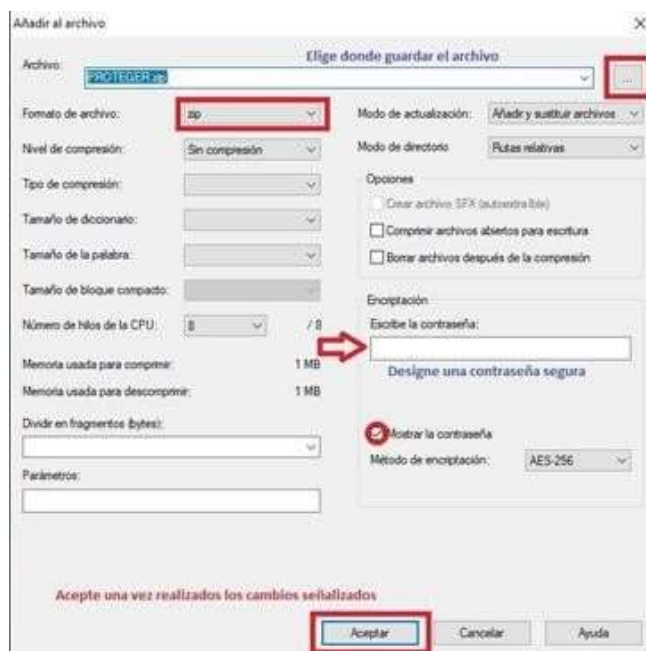 Añadir al archivo
Elige donde guardar el archivo
Archivo:
PROTEGER.zip
...
Formato de archivo:
zip
Modo de actualización:
Añadir y sustituir archivos
Nivel de compresión:
Sin compresión
Modo de directorio
Rutas relativas
Tipo de compresión:
Opciones
Crear archivo SFX (autoextraíble)
Tamaño de diccionario:
Comprimir archivos abiertos para escritura
Tamaño de la palabra:
Borrar archivos después de la compresión
Tamaño de bloque compacto:
Encriptación
Número de hilos de la CPU:
8
/ 8
Escribe la contraseña:
Memoria usada para comprimir:
1 MB
Designe una contraseña segura
Memoria usada para descomprimir:
1 MB
Dividir en fragmentos (bytes):
Mostrar la contraseña
Método de encriptación:
AES-256
Parámetros:
Acepte una vez realizados los cambios señalizados
Aceptar
Cancelar
Ayuda